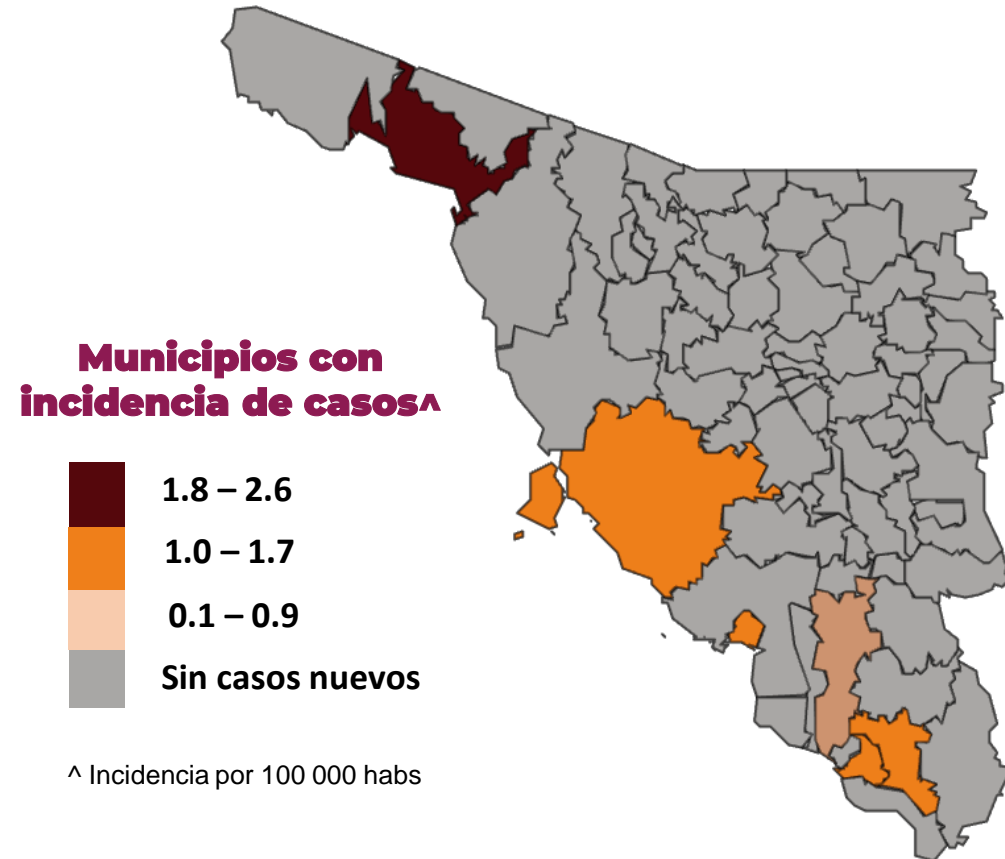 Municipios con
incidencia de casos^
1.8 – 2.6
1.0 – 1.7
0.1 – 0.9
Sin casos nuevos
^ Incidencia por 100 000 habs